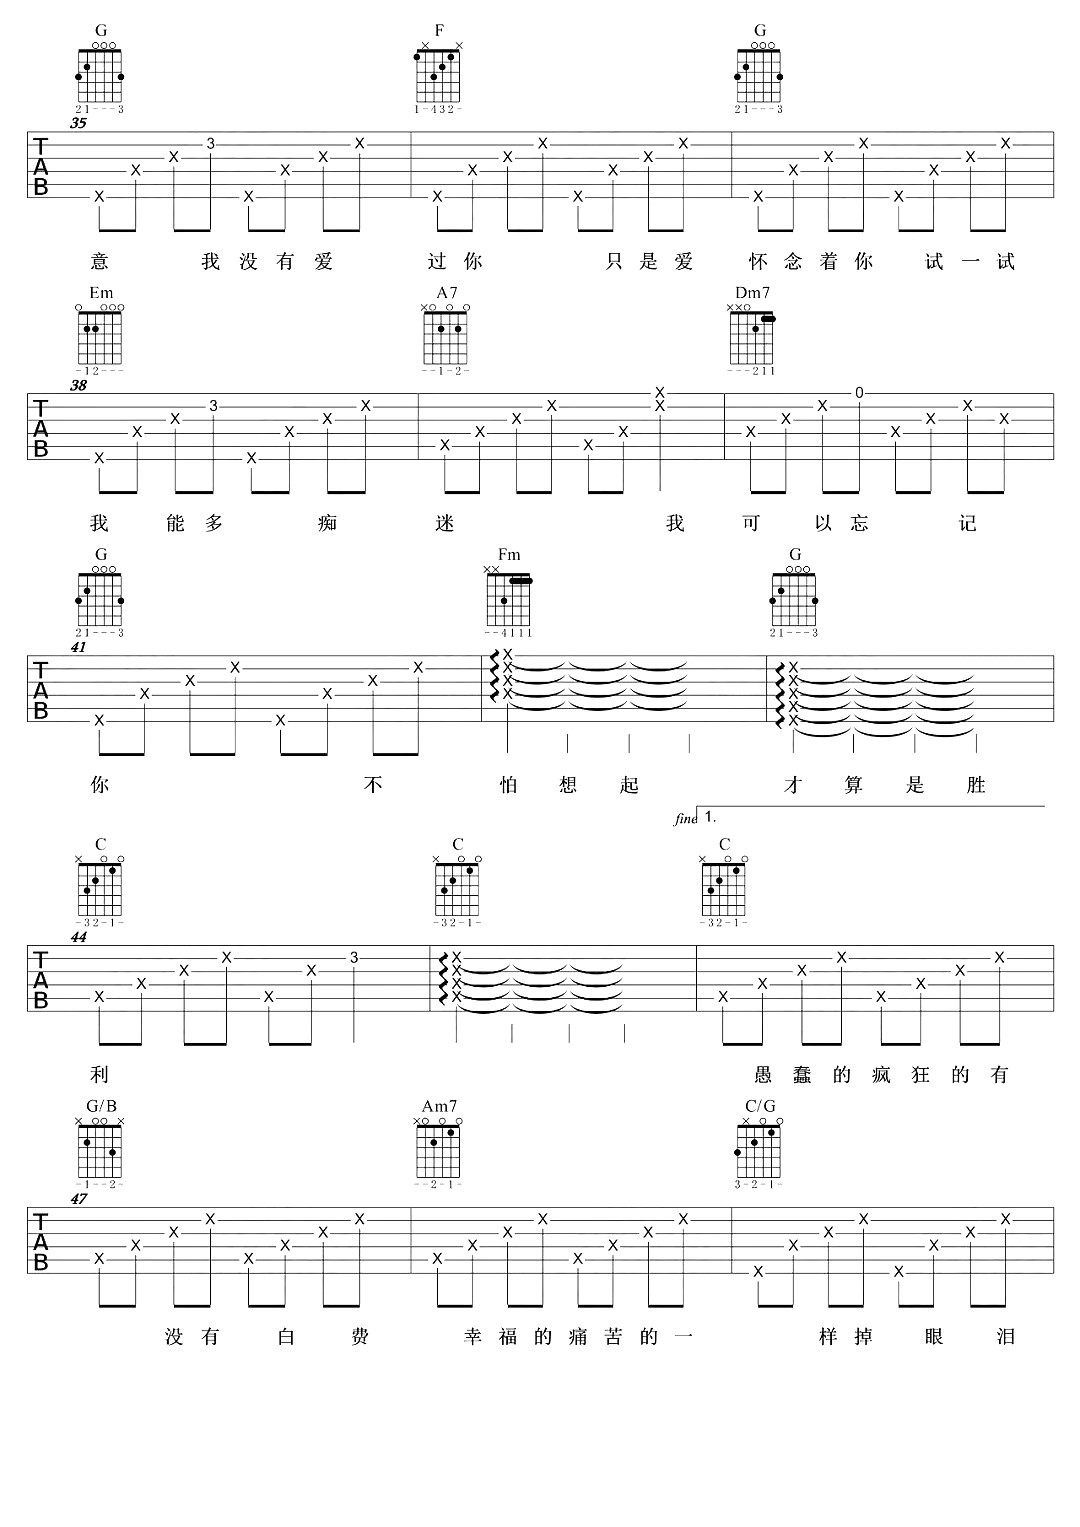 G F G
21---3 1-432- 21---3
35
T 3
A
B
意 我 没 有 爱 过 你 只 是 爱 怀 念 着 你 试 一 试
Em A7 Dm7
-12--- --1-2- ---211
38
T 3 0
A
B
我 能 多 痴 迷 我 可 以 忘 记
G Fm G
21---3 --4111 21---3
41
T
A
B
你 不 怕 想 起 才 算 是 胜
fine 1.
C C C
-32-1- -32-1- -32-1-
44
T 3
A
B
利 愚 蠢 的 疯 狂 的 有
G/B Am7 C/G
-1--2- --2-1- 3-2-1-
47
T
A
B
没 有 白 费 幸 福 的 痛 苦 的 一 样 掉 眼 泪